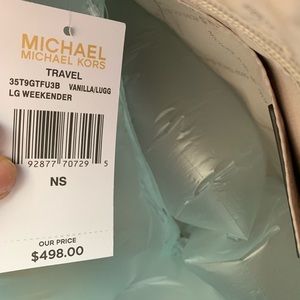 MICHAEL
MICHAEL KORS
TRAVEL
35T9GTFU3B VANILLA/LUGG
LG WEEKENDER
92877 70729 5
NS
OUR PRICE
$498.00